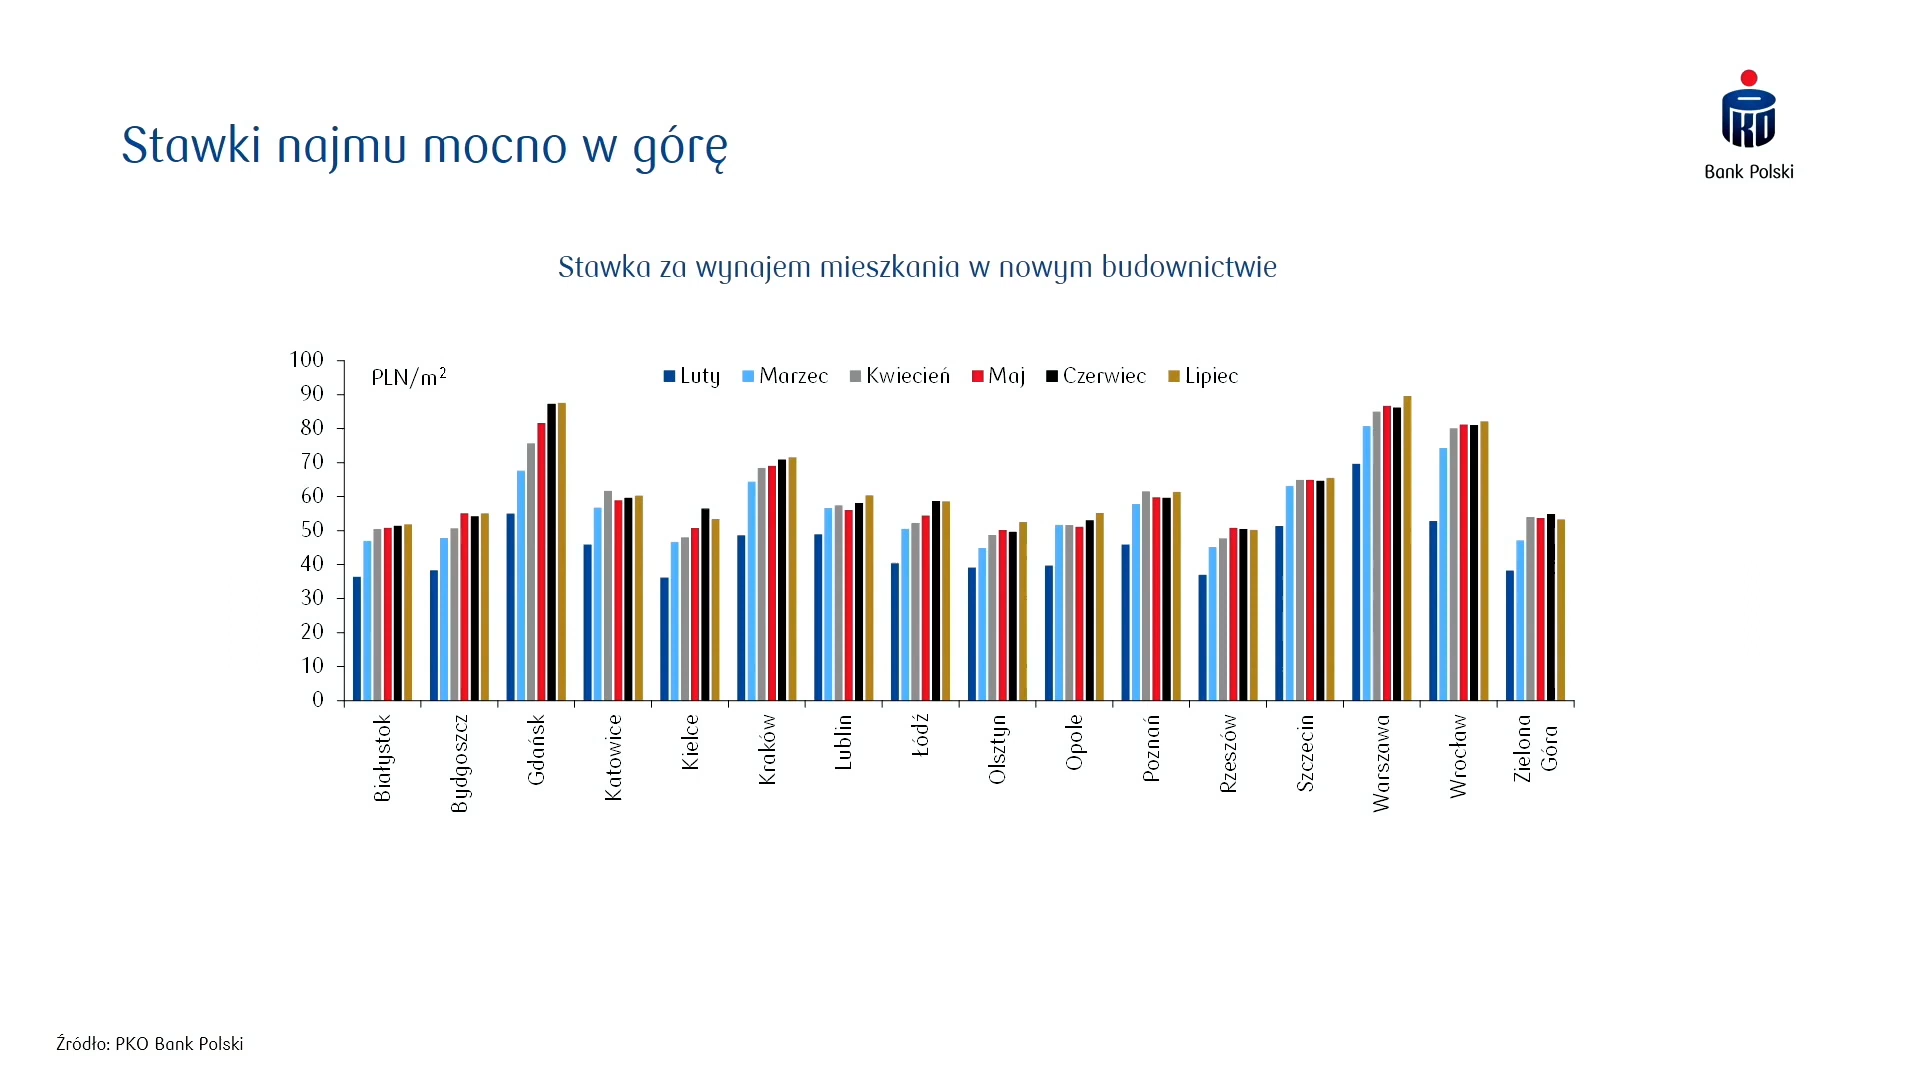 Stawki najmu mocno w górę
PKO
Bank Polski
Stawka za wynajem mieszkania w nowym budownictwie
PLN/m²
Luty Marzec Kwiecień Maj Czerwiec Lipiec
100
90
80
70
60
50
40
30
20
10
0
Białystok
Bydgoszcz
Gdańsk
Katowice
Kielce
Kraków
Lublin
Łódź
Olsztyn
Opole
Poznań
Rzeszów
Szczecin
Warszawa
Wrocław
Zielona
Góra
Źródło: PKO Bank Polski